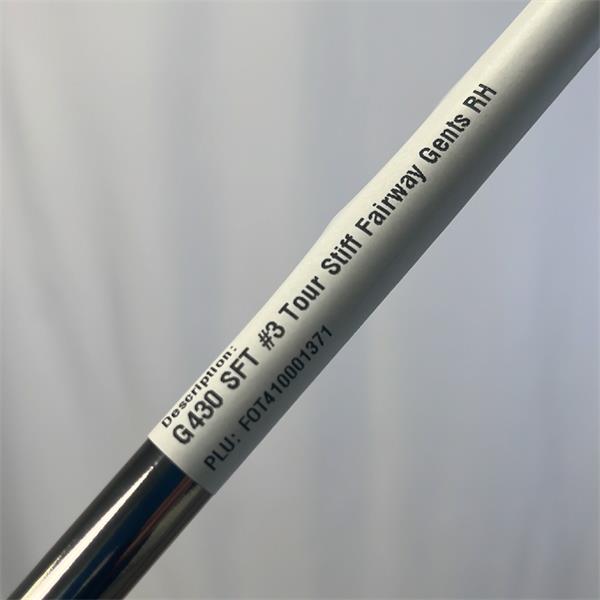 Description:
G430 SFT #3 Tour Stiff Fairway Gents RH
PLU: FOT410001371